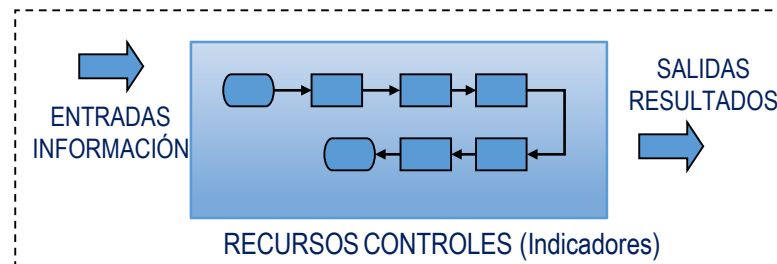 ENTRADAS
INFORMACIÓN
SALIDAS
RESULTADOS
RECURSOS CONTROLES (Indicadores)